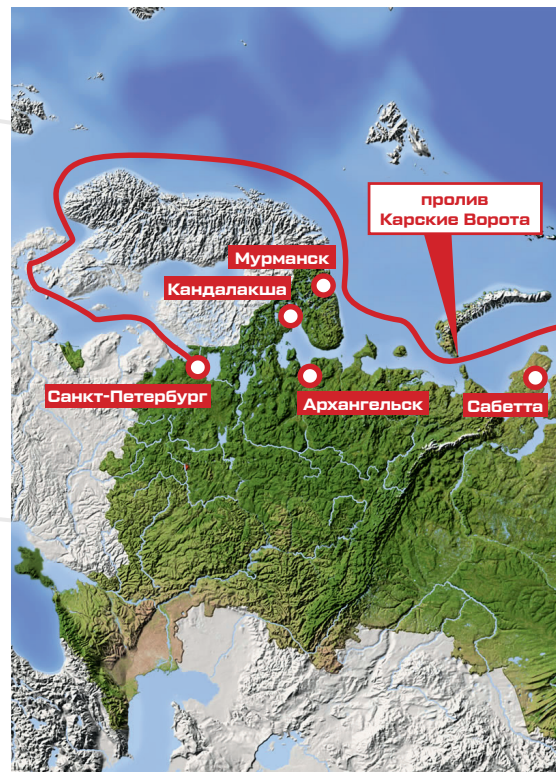 пролив
Карские Ворота
Мурманск
Кандалакша
Санкт-Петербург
Архангельск
Сабетта